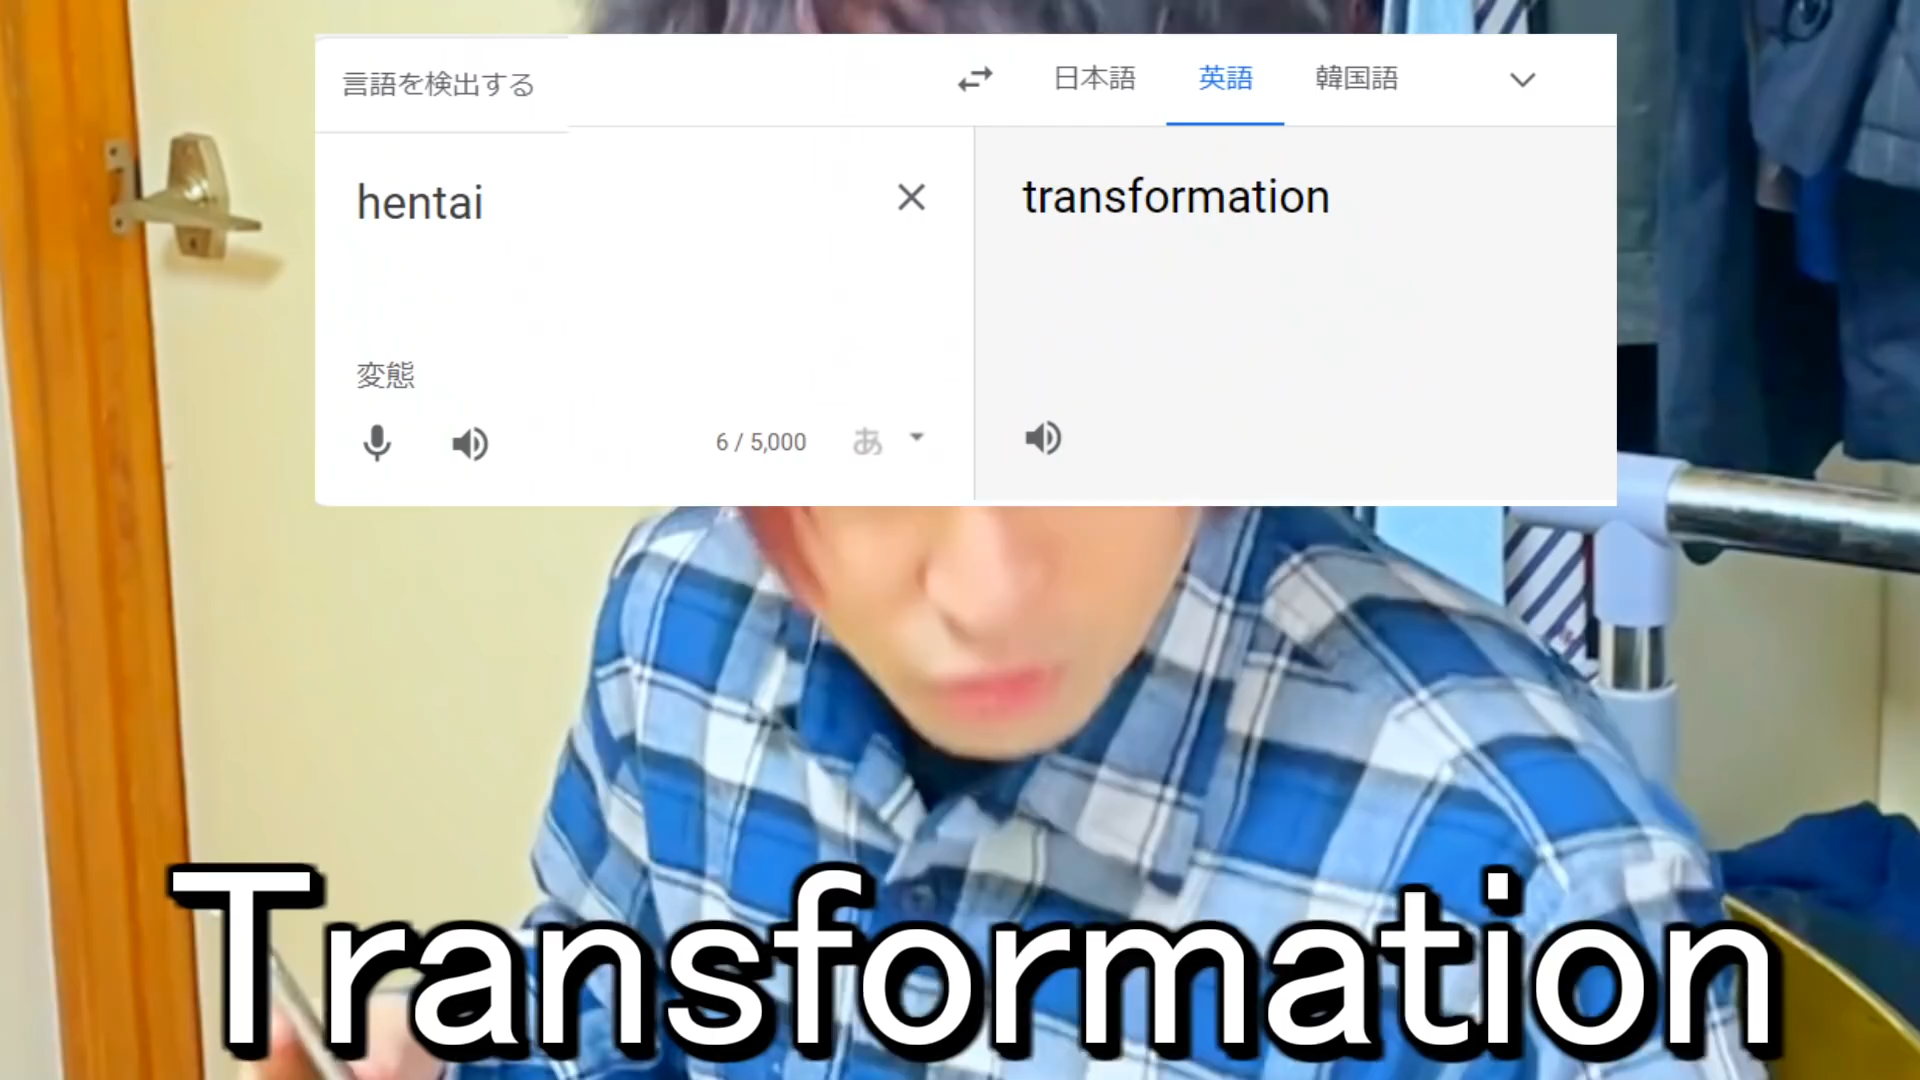 言語を検出する
日本語 英語 韓国語
hentai
transformation
変態
6 / 5,000 あ
Transformation